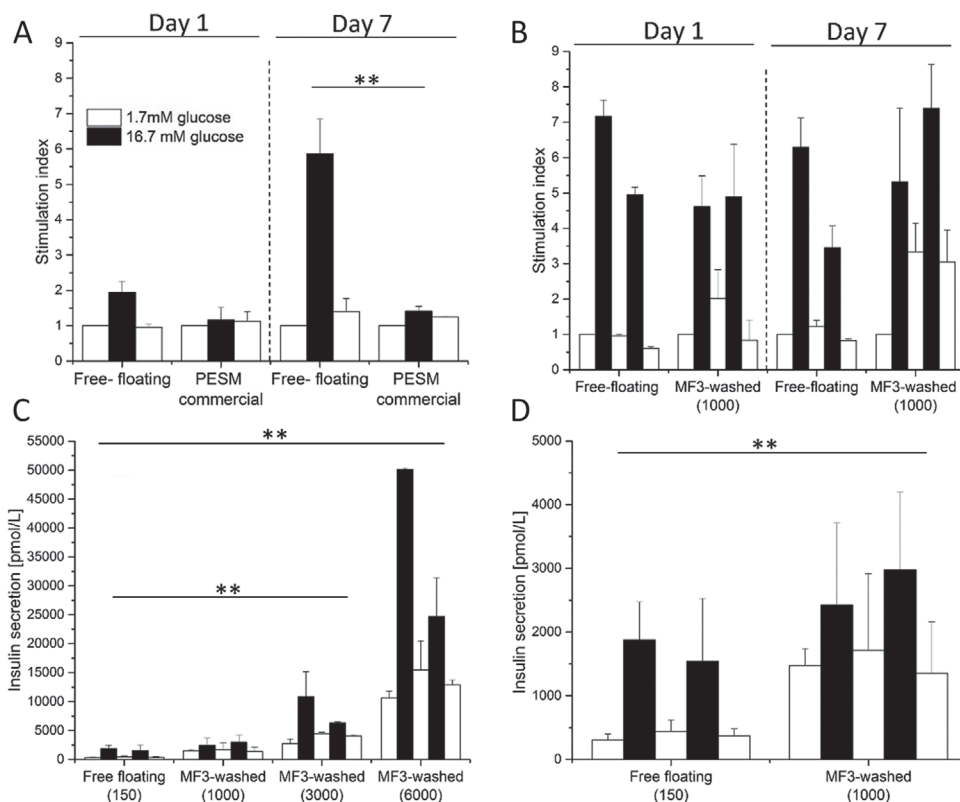 A
Day 1
Day 7
9
8
7
6
5
4
3
2
1
0
Stimulation index
**
1.7mM glucose
16.7 mM glucose
Free- floating
PESM
commercial
Free- floating
PESM
commercial
B
Day 1
Day 7
9
8
7
6
5
4
3
2
1
0
Stimulation index
Free-floating
MF3-washed
(1000)
Free-floating
MF3-washed
(1000)
C
55000
50000
45000
40000
35000
30000
25000
20000
15000
10000
5000
0
Insulin secretion [pmol/L]
**
**
Free floating
(150)
MF3-washed
(1000)
MF3-washed
(3000)
MF3-washed
(6000)
D
5000
4000
3000
2000
1000
0
Insulin secretion [pmol/L]
**
Free floating
(150)
MF3-washed
(1000)